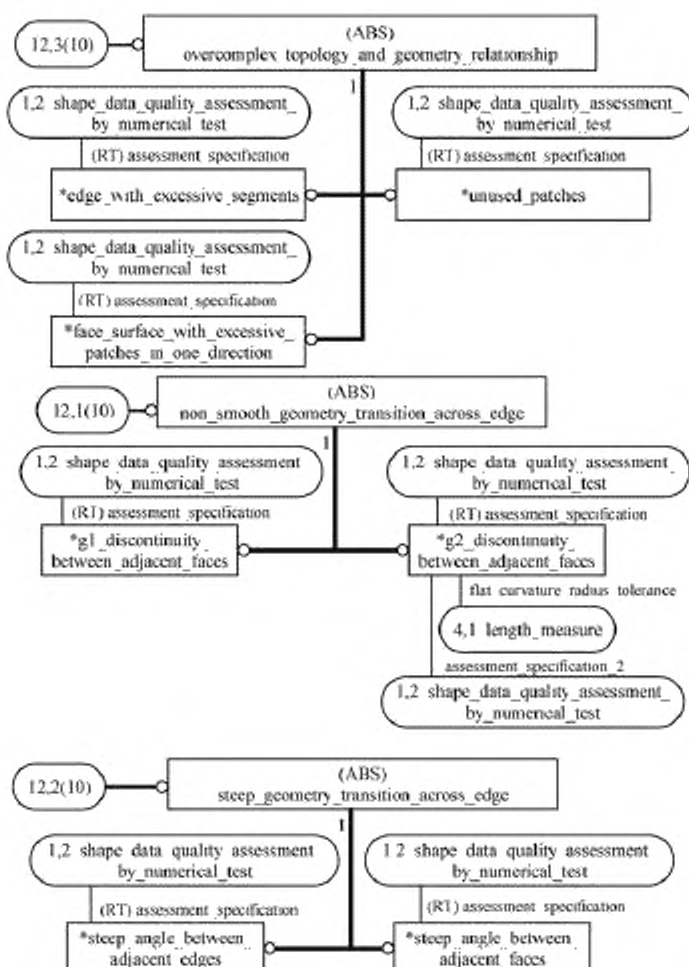 12,3(10)
(ABS)
overcomplex_topology_and_geometry_relationship
1
1,2 shape_data_quality_assessment_
by_numerical_test
1,2 shape_data_quality_assessment_
by_numerical_test
(RT) assessment_specification
(RT) assessment_specification
*edge_with_excessive_segments
*unused_patches
1,2 shape_data_quality_assessment_
by_numerical_test
(RT) assessment_specification
*face_surface_with_excessive_
patches_in_one_direction
12,1(10)
(ABS)
non_smooth_geometry_transition_across_edge
1
1,2 shape_data_quality_assessment
by_numerical_test
1,2 shape_data_quality_assessment_
by_numerical_test
(RT) assessment_specification
(RT) assessment_specification
*g1_discontinuity_
between_adjacent_faces
*g2_discontinuity_
between_adjacent_faces
flat_curvature_radius_tolerance
4,1 length_measure
assessment_specification_2
1,2 shape_data_quality_assessment_
by_numerical_test
12,2(10)
(ABS)
steep_geometry_transition_across_edge
1
1,2 shape_data_quality_assessment
by_numerical_test
1 2 shape_data_quality_assessment
by_numerical_test
(RT) assessment_specification
(RT) assessment_specification
*steep_angle_between_
adjacent_edges
*steep_angle_between_
adjacent_faces